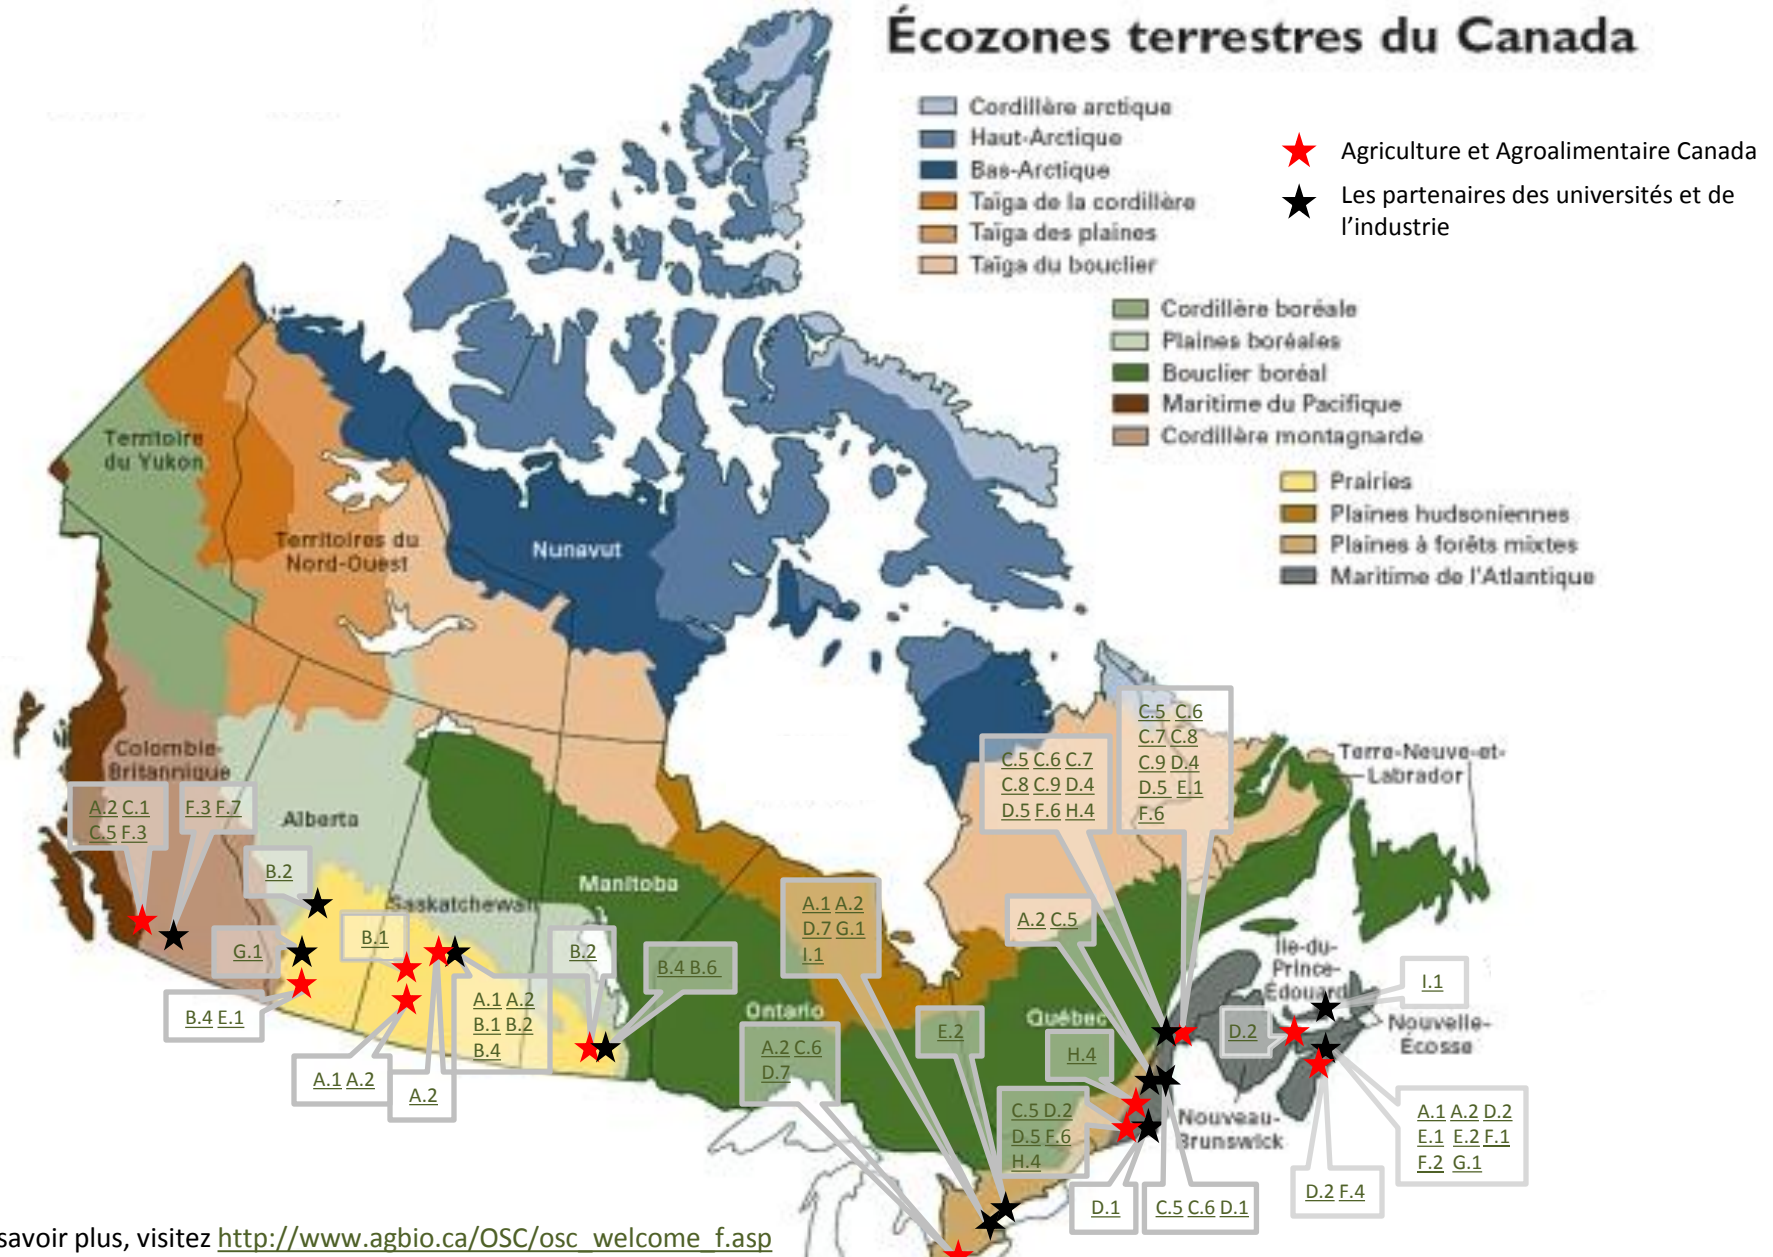 Écozones terrestres du Canada
Cordillère arctique
Haut-Arctique
Bas-Arctique
Taïga de la cordillère
Taïga des plaines
Taïga du bouclier
Agriculture et Agroalimentaire Canada
Les partenaires des universités et de
l'industrie
Cordillère boréale
Plaines boréales
Bouclier boréal
Maritime du Pacifique
Cordillère montagnarde
Prairies
Plaines hudsoniennes
Plaines à forêts mixtes
Maritime de l'Atlantique
Territoire
du Yukon
Territoires du
Nord-Ouest
Nunavut
Colombie-
Britannique
Alberta
Saskatchewan
Manitoba
Ontario
Québec
Terre-Neuve-et-
Labrador
Île-du-
Prince-
Édouard
Nouvelle-
Écosse
Nouveau-
Brunswick
A.2 C.1
C.5 F.3
F.3 F.7
B.2
G.1
B.4 E.1
B.1
A.1 A.2
A.2
A.1 A.2
B.1 B.2
B.4
B.2
B.4 B.6
A.1 A.2
D.7 G.1
I.1
A.2 C.6
D.7
E.2
C.5 C.6 C.7
C.8 C.9 D.4
D.5 F.6 H.4
C.5 C.6
C.7 C.8
C.9 D.4
D.5 E.1
F.6
A.2 C.5
H.4
C.5 D.2
D.5 F.6
H.4
D.1
C.5 C.6 D.1
D.2
I.1
D.2 F.4
A.1 A.2 D.2
E.1 E.2 F.1
F.2 G.1
savoir plus, visitez http://www.agbio.ca/OSC/osc_welcome_f.asp